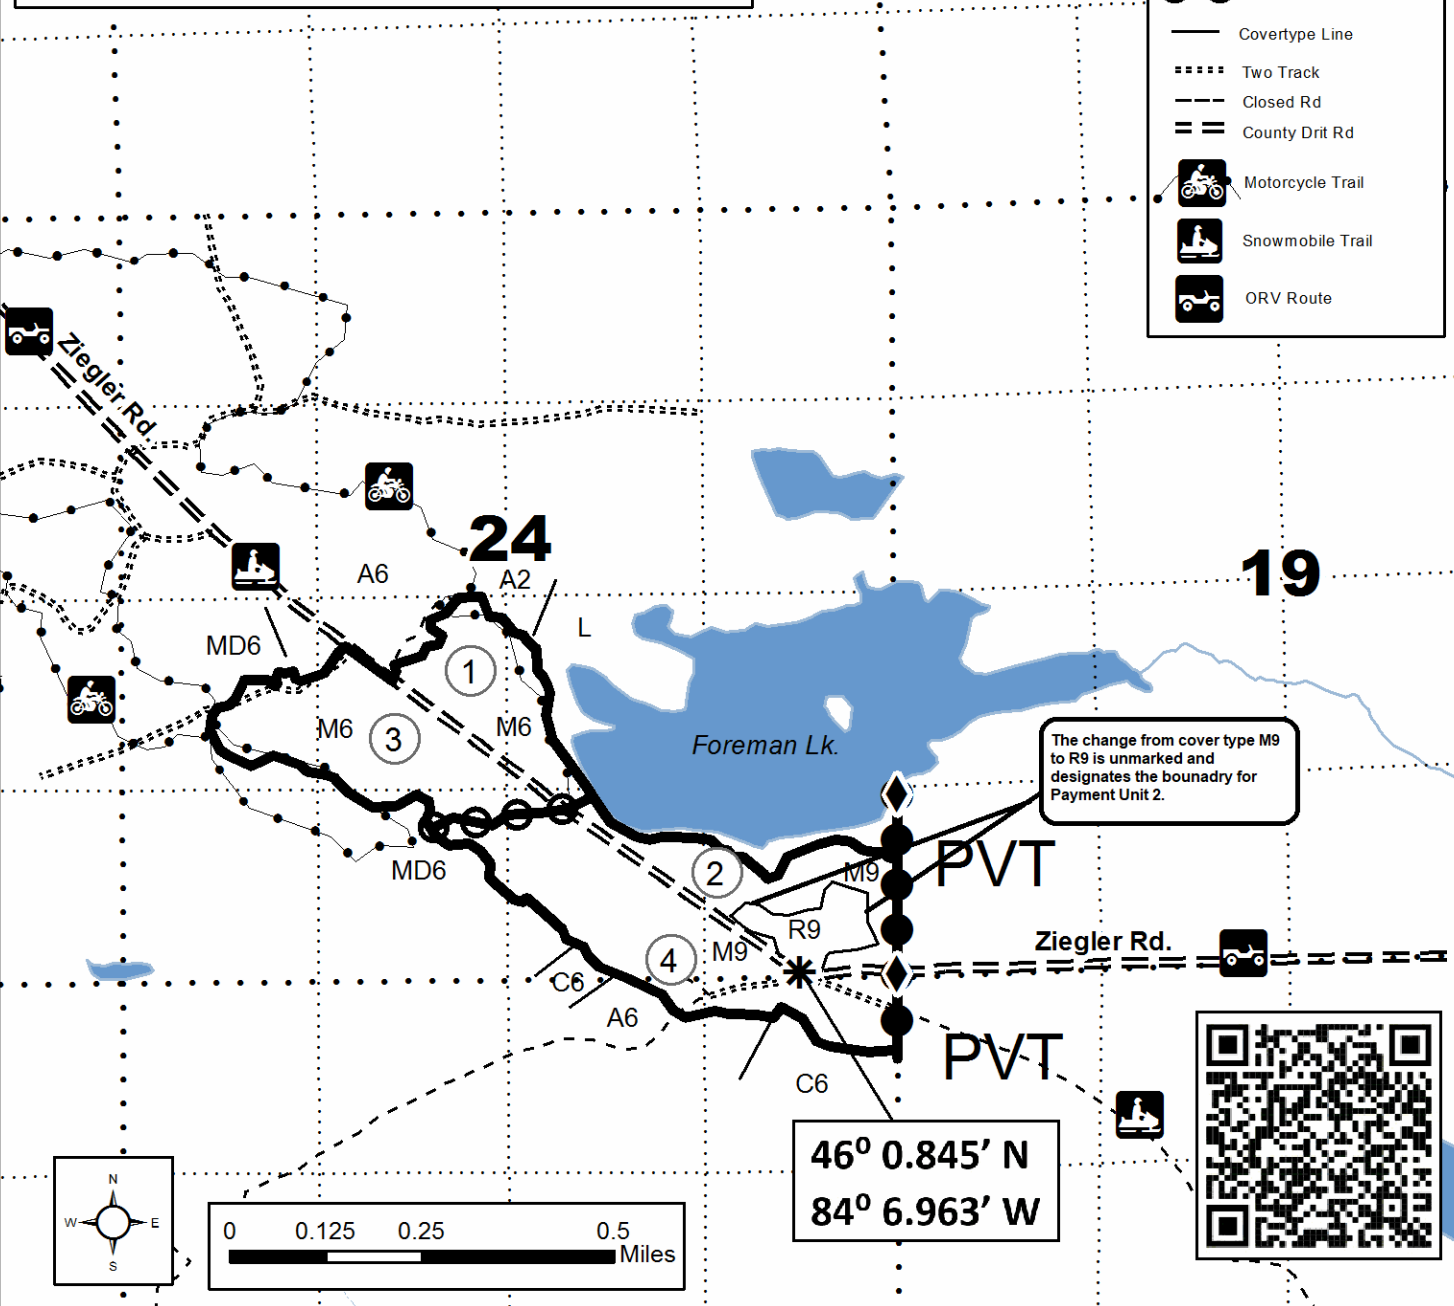 Covertype Line
Two Track
Closed Rd
County Drit Rd
Motorcycle Trail
Snowmobile Trail
ORV Route
Ziegler Rd.
24
19
A6
A2
L
MD6
1
M6
3
M6
Foreman Lk.
The change from cover type M9
to R9 is unmarked and
designates the bounadry for
Payment Unit 2.
PVT
MD6
2
M9
R9
Ziegler Rd.
4
M9
C6
A6
PVT
C6
46⁰ 0.845’ N
84⁰ 6.963’ W
N
W E
S
0 0.125 0.25 0.5
Miles